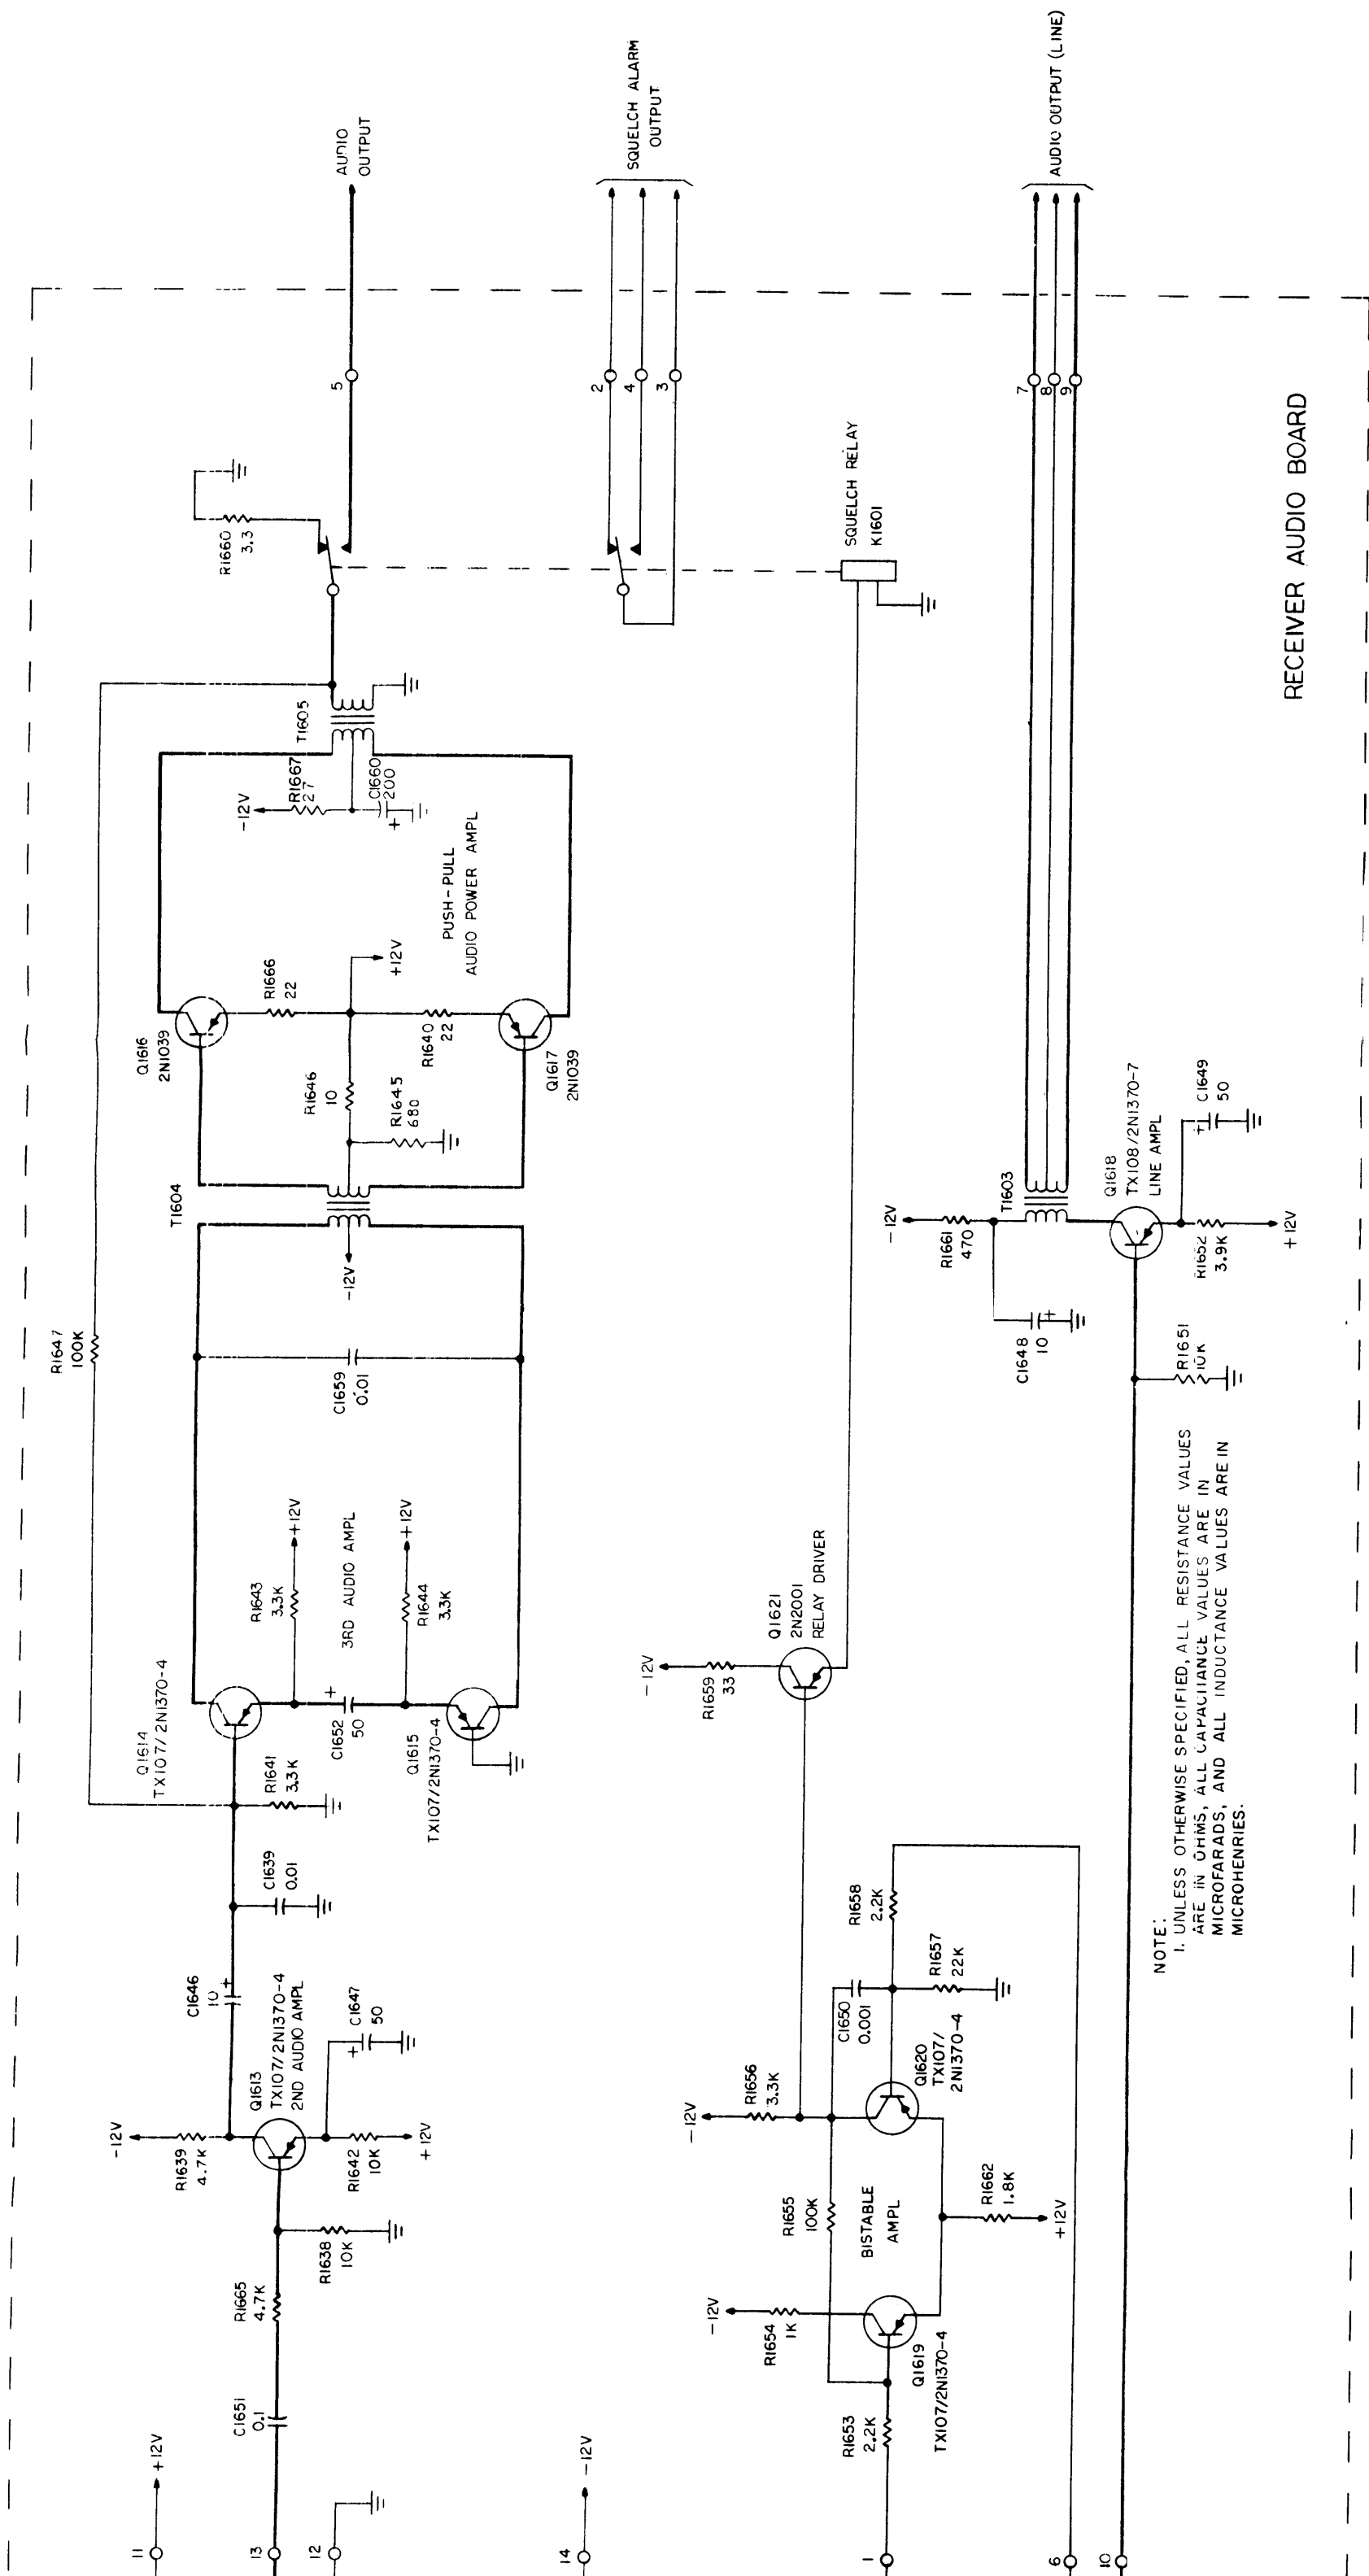 AUDIO
OUTPUT
SQUELCH ALARM
OUTPUT
AUDIO OUTPUT (LINE)
5
2
4
3
7
8
9
R1660
3.3
SQUELCH RELAY
K1601
RECEIVER AUDIO BOARD
T1605
-12V
R1667
27
C1660
200
+
PUSH-PULL
AUDIO POWER AMPL
+12V
R1666
22
R1640
22
Q1616
2N1039
Q1617
2N1039
R1646
10
R1645
680
T1604
-12V
R1647
100K
C1659
0.01
T1603
Q1618
TX108/2N1370-7
LINE AMPL
C1649
50
+
-12V
R1661
470
R1652
3.9K
+12V
C1648
10
+
R1651
10K
+12V
R1643
3.3K
3RD AUDIO AMPL
+12V
R1644
3.3K
Q1614
TX107/2N1370-4
C1652
50
+
Q1615
TX107/2N1370-4
R1641
3.3K
C1639
0.01
Q1621
2N2001
RELAY DRIVER
-12V
R1659
33
NOTE:
1. UNLESS OTHERWISE SPECIFIED, ALL RESISTANCE VALUES
ARE IN OHMS, ALL CAPACITANCE VALUES ARE IN
MICROFARADS, AND ALL INDUCTANCE VALUES ARE IN
MICROHENRIES.
C1646
10
+
Q1613
TX107/2N1370-4
2ND AUDIO AMPL
C1647
50
+
-12V
R1639
4.7K
R1642
10K
+12V
R1638
10K
R1665
4.7K
C1651
0.1
R1658
2.2K
R1657
22K
C1650
0.001
Q1620
TX107/
2N1370-4
-12V
R1656
3.3K
R1655
100K
BISTABLE
AMPL
R1662
1.8K
+12V
-12V
R1654
1K
Q1619
TX107/2N1370-4
R1653
2.2K
11
+12V
13
12
14
-12V
1
6
10